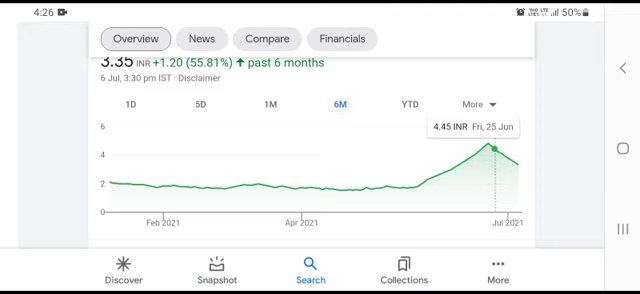 4:26 50%
Overview News Compare Financials
3.35 INR +1.20 (55.81%) ↑ past 6 months
6 Jul, 3:30 pm IST · Disclaimer
1D 5D 1M 6M YTD More
4.45 INR Fri, 25 Jun
6
4
2
0
Feb 2021 Apr 2021 Jul 2021
Discover Snapshot Search Collections More